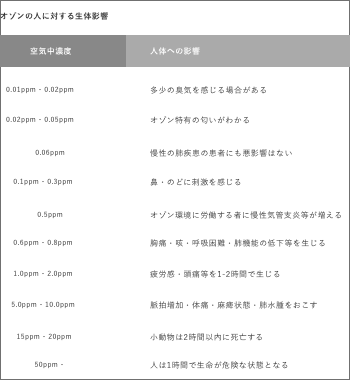 オゾンの人に対する生体影響
空気中濃度 人体への影響
0.01ppm - 0.02ppm 多少の臭気を感じる場合がある
0.02ppm - 0.05ppm オゾン特有の匂いがわかる
0.06ppm 慢性の肺疾患の患者にも悪影響はない
0.1ppm - 0.3ppm 鼻・のどに刺激を感じる
0.5ppm オゾン環境に労働する者に慢性気管支炎等が増える
0.6ppm - 0.8ppm 胸痛・咳・呼吸困難・肺機能の低下等を生じる
1.0ppm - 2.0ppm 疲労感・頭痛等を1-2時間で生じる
5.0ppm - 10.0ppm 脈拍増加・体痛・麻痺状態・肺水腫をおこす
15ppm - 20ppm 小動物は2時間以内に死亡する
50ppm - 人は1時間で生命が危険な状態となる